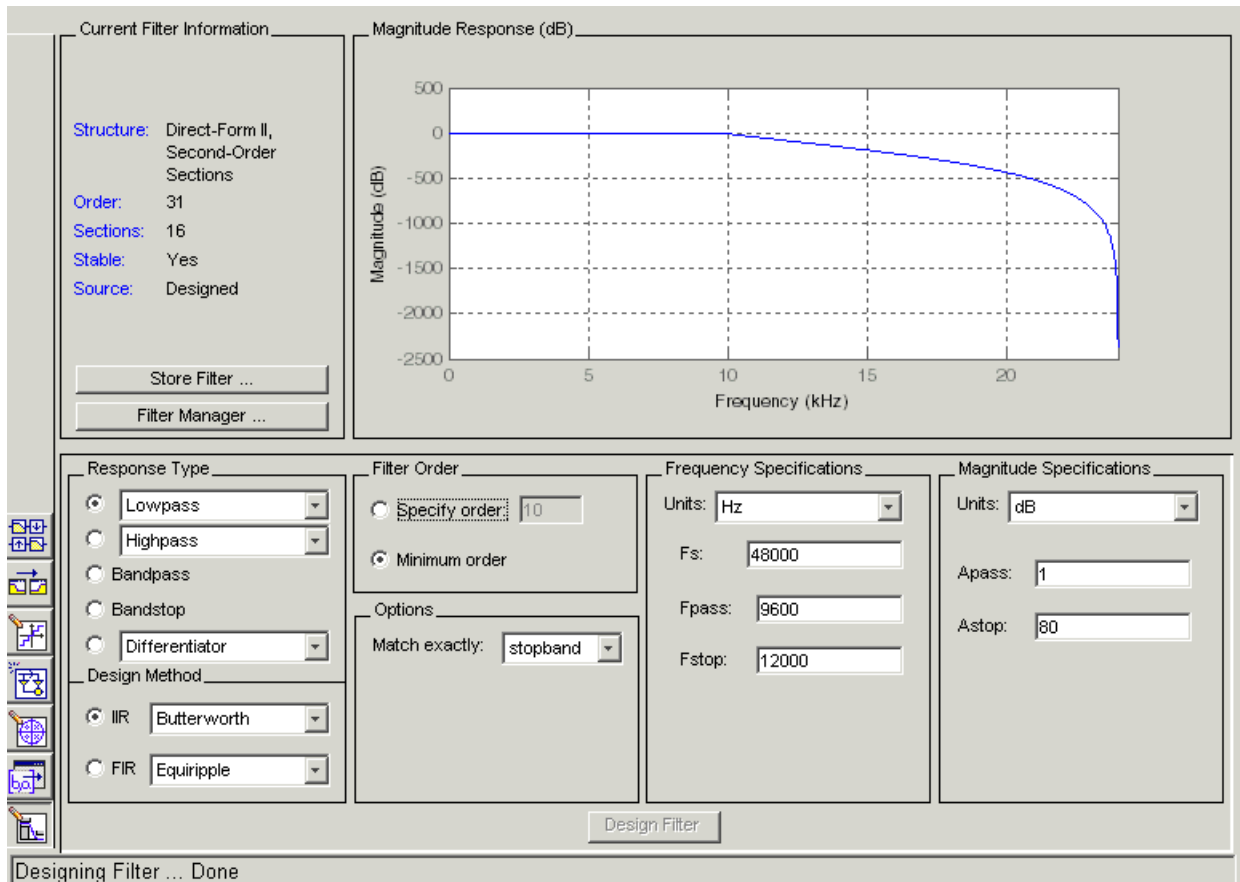 Current Filter Information
Structure: Direct-Form II,
Second-Order
Sections
Order: 31
Sections: 16
Stable: Yes
Source: Designed
Store Filter ...
Filter Manager ...
Magnitude Response (dB)
500
0
-500
-1000
-1500
-2000
-2500
Magnitude (dB)
0 5 10 15 20
Frequency (kHz)
Response Type
Lowpass
Highpass
Bandpass
Bandstop
Differentiator
Design Method
IIR Butterworth
FIR Equiripple
Filter Order
Specify order: 10
Minimum order
Options
Match exactly: stopband
Frequency Specifications
Units: Hz
Fs: 48000
Fpass: 9600
Fstop: 12000
Magnitude Specifications
Units: dB
Apass: 1
Astop: 80
Design Filter
[b,a]
Designing Filter ... Done